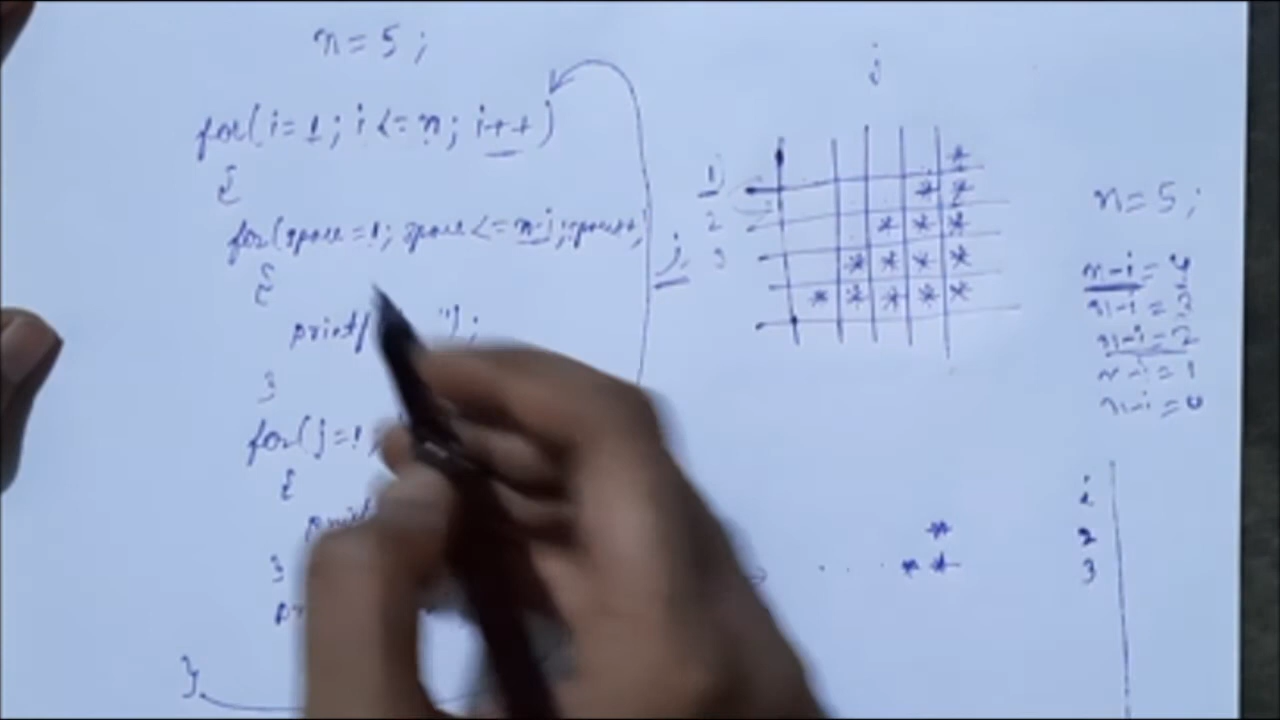 n = 5 ;
for( i = 1 ; i <= n ; i++ )
{
for( space = 1 ; space <= n-i ; space++
{
printf " ") ;
}
for( j = 1 ;
{
}
}
j
1)
2
3
*
* *
* * *
* * * *
* * * * *
n = 5 ;
n-i = 4
n-i = 3
n-i = 2
n-i = 1
n-i = 0
i
2
3
*
. . . * *